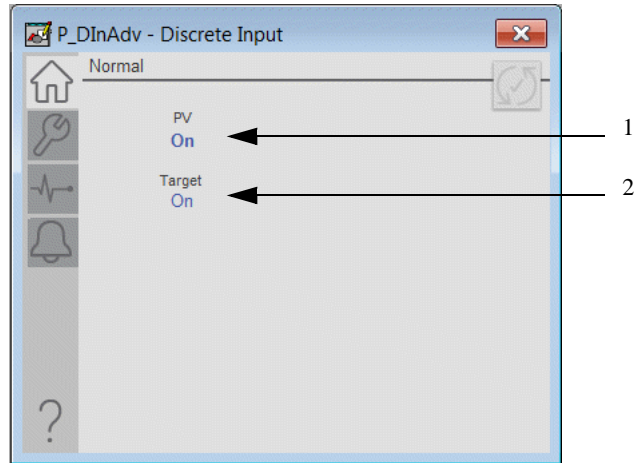 P_DInAdv - Discrete Input
Normal
PV
On
1
Target
On
2
?